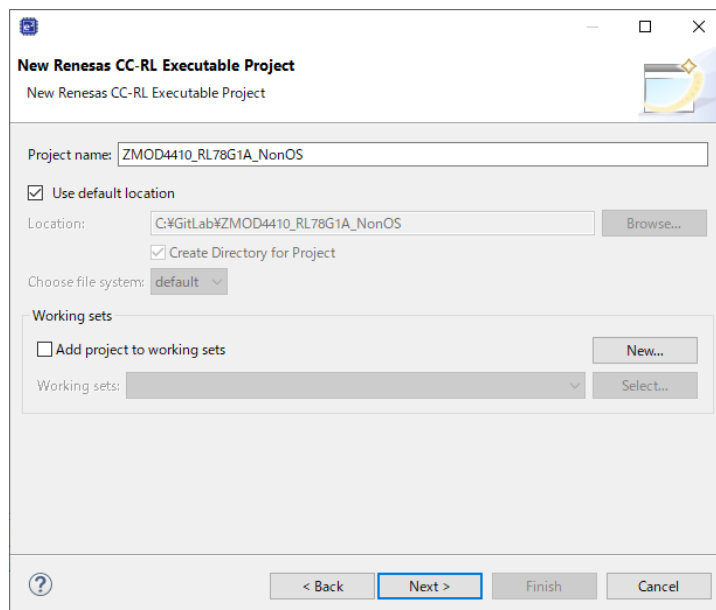 New Renesas CC-RL Executable Project
New Renesas CC-RL Executable Project
Project name: ZMOD4410_RL78G1A_NonOS
Use default location
Location: C:¥GitLab¥ZMOD4410_RL78G1A_NonOS Browse...
Create Directory for Project
Choose file system: default
Working sets
Add project to working sets New...
Working sets: Select...
? < Back Next > Finish Cancel